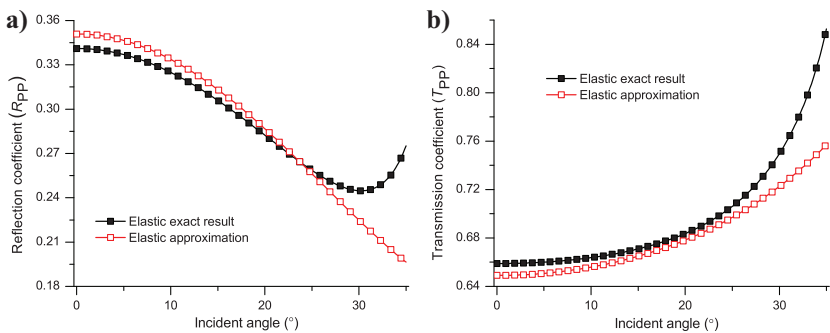 a)
Reflection coefficient (RPP)
0.36
0.33
0.30
0.27
0.24
0.21
0.18
Elastic exact result
Elastic approximation
0
10
20
30
Incident angle (°)
b)
Transmission coefficient (TPP)
0.84
0.80
0.76
0.72
0.68
0.64
Elastic exact result
Elastic approximation
0
10
20
30
Incident angle (°)